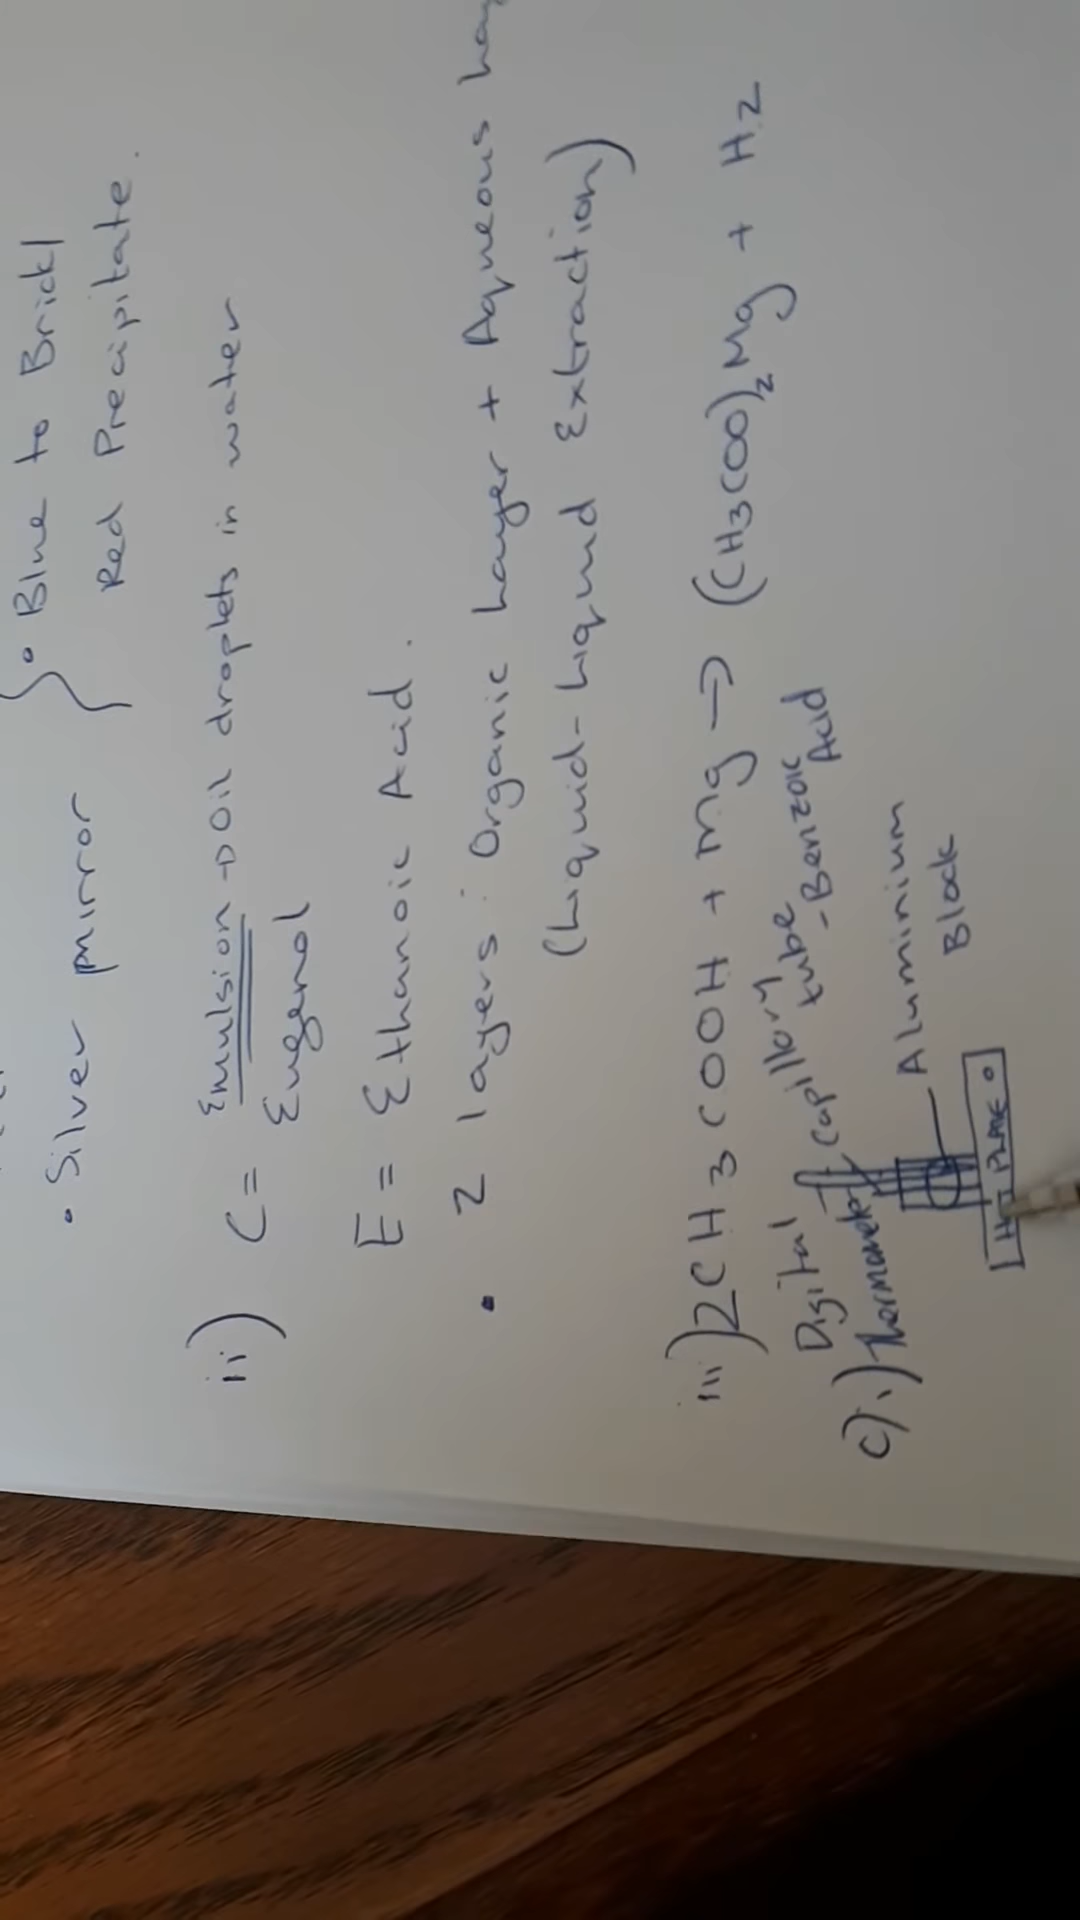 • Blue to Brick/
Red Precipitate.
• Silver mirror
ii) C = Emulsion → Oil droplets in water
Eugenol
E = Ethanoic Acid.
• 2 layers: Organic Layer + Aqueous
(Liquid-Liquid Extraction)
iii) 2CH3COOH + Mg → (CH3COO)2Mg + H2
Digital
Capillary
tube
- Benzoic
Acid
c) i) Thermometer
Aluminium
Block
HOT PLATE